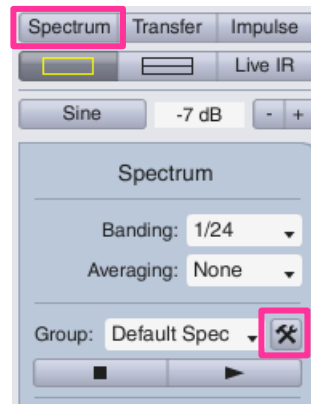 Spectrum Transfer Impulse
Live IR
Sine -7 dB - +
Spectrum
Banding: 1/24
Averaging: None
Group: Default Spec